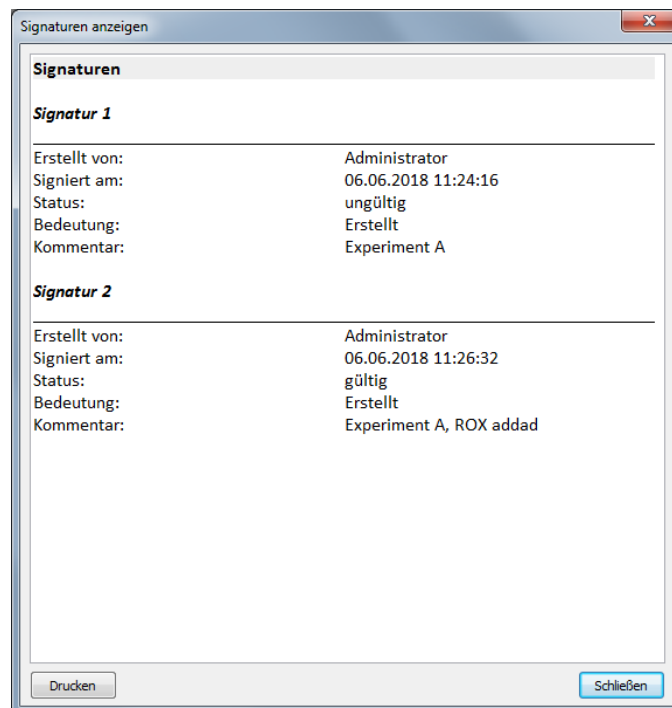 Signaturen anzeigen
Signaturen
Signatur 1
Erstellt von: Administrator
Signiert am: 06.06.2018 11:24:16
Status: ungültig
Bedeutung: Erstellt
Kommentar: Experiment A
Signatur 2
Erstellt von: Administrator
Signiert am: 06.06.2018 11:26:32
Status: gültig
Bedeutung: Erstellt
Kommentar: Experiment A, ROX addad
Drucken Schließen